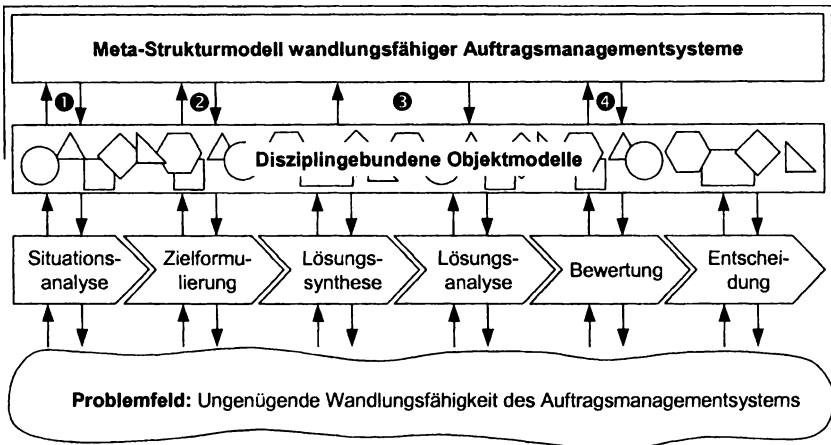 Meta-Strukturmodell wandlungsfähiger Auftragsmanagementsysteme
❶ ❷ ❸ ❹
Disziplingebundene Objektmodelle
Situations-
analyse
Zielformu-
lierung
Lösungs-
synthese
Lösungs-
analyse
Bewertung
Entschei-
dung
Problemfeld: Ungenügende Wandlungsfähigkeit des Auftragsmanagementsystems